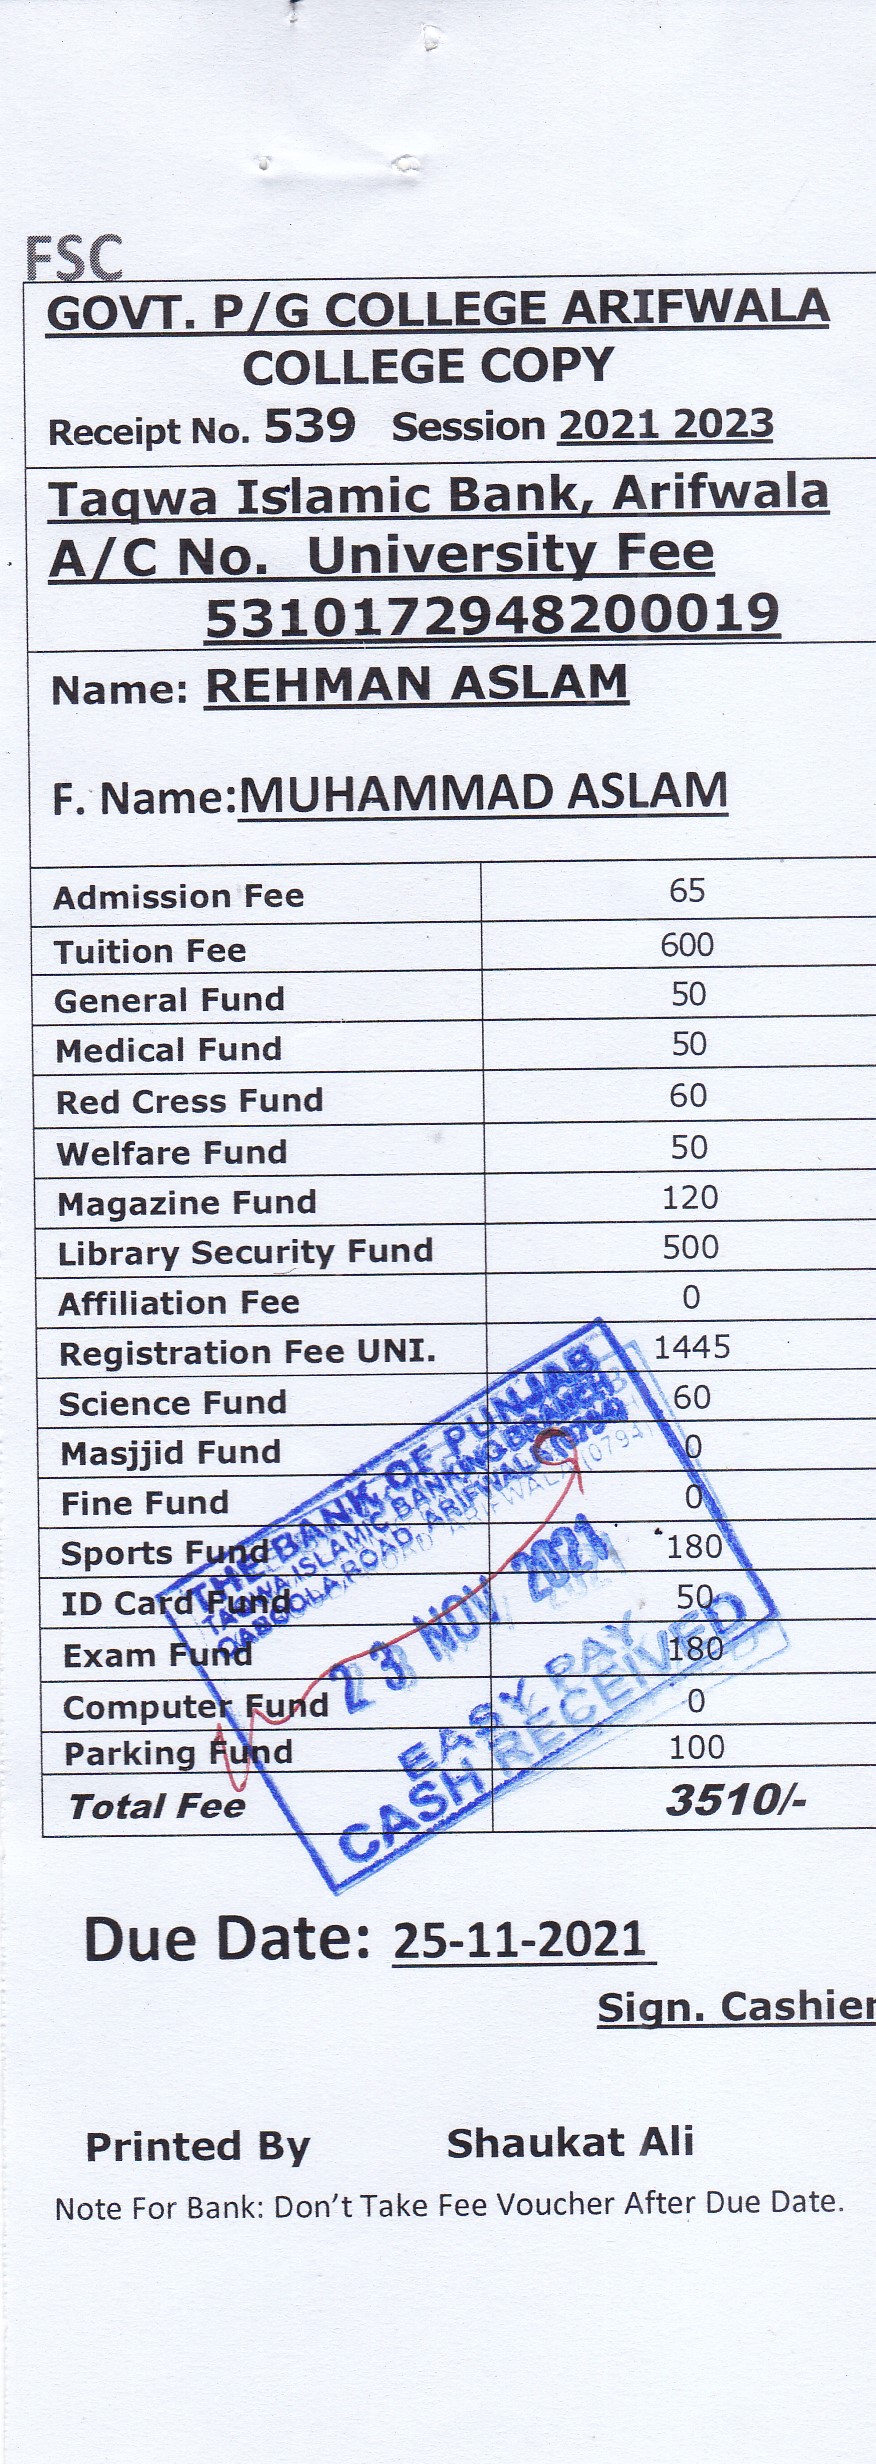 FSC
GOVT. P/G COLLEGE ARIFWALA
COLLEGE COPY
Receipt No. 539 Session 2021 2023
Taqwa Islamic Bank, Arifwala
A/C No. University Fee
5310172948200019
Name: REHMAN ASLAM
F. Name:MUHAMMAD ASLAM
Admission Fee 65
Tuition Fee 600
General Fund 50
Medical Fund 50
Red Cress Fund 60
Welfare Fund 50
Magazine Fund 120
Library Security Fund 500
Affiliation Fee 0
Registration Fee UNI. 1445
Science Fund 60
Masjjid Fund 0
Fine Fund 0
Sports Fund 180
ID Card Fund 50
Exam Fund 180
Computer Fund 0
Parking Fund 100
Total Fee 3510/-
THE BANK OF PUNJAB
TAQWA ISLAMIC BANKING BRANCH
ROAD, ARIFWALA (0794)
23 NOV 2021
EASY PAY
CASH RECEIVED
Due Date: 25-11-2021
Sign. Cashier
Printed By Shaukat Ali
Note For Bank: Don't Take Fee Voucher After Due Date.